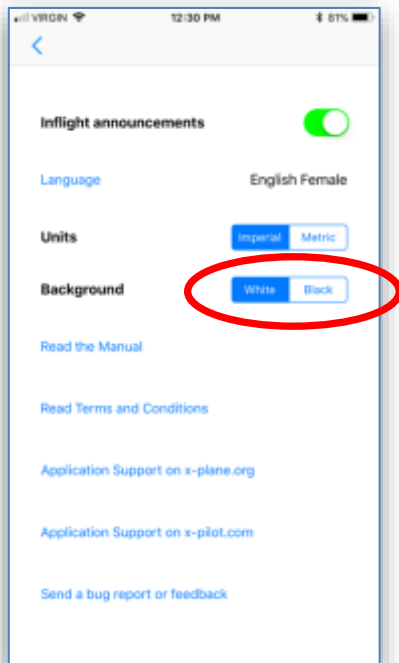 VIRGIN 12:30 PM 81%
Inflight announcements
Language English Female
Units Imperial Metric
Background White Black
Read the Manual
Read Terms and Conditions
Application Support on x-plane.org
Application Support on x-pilot.com
Send a bug report or feedback